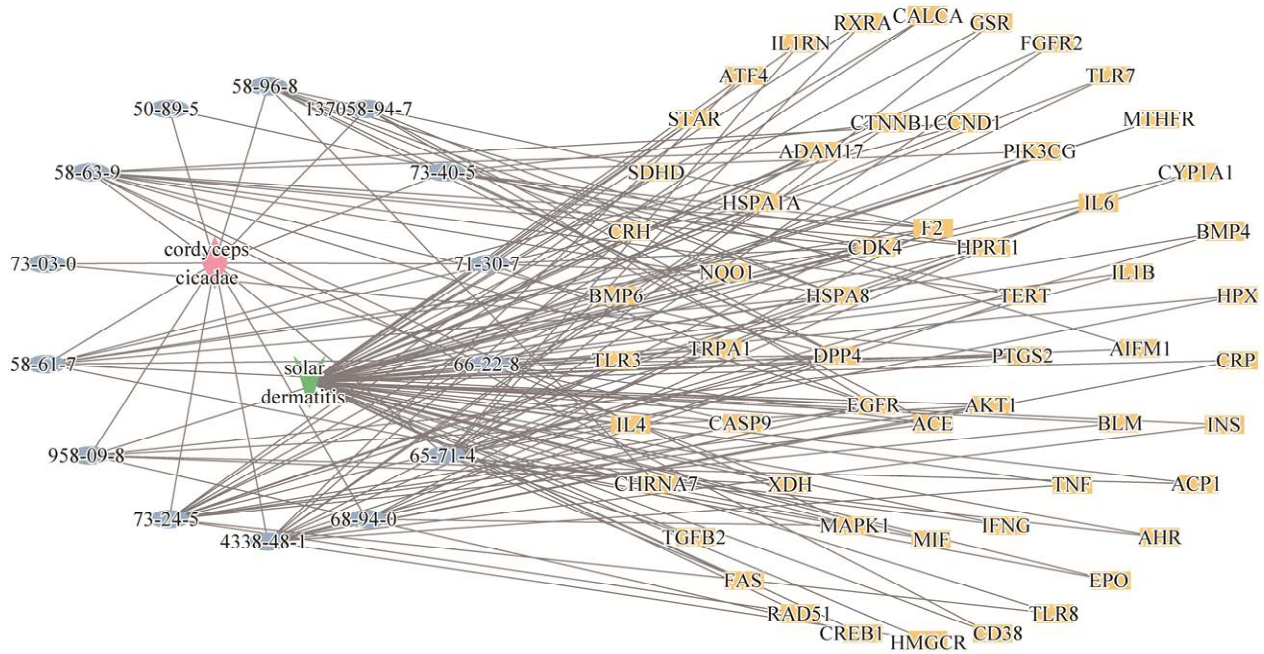 RXRA
CALCA
GSR
IL1RN
FGFR2
ATF4
TLR7
58-96-8
50-89-5
137058-94-7
STAR
CTNNB1
CCND1
MTHFR
ADAM17
PIK3CG
58-63-9
73-40-5
SDHD
CYP1A1
HSPA1A
IL6
CRH
F2
BMP4
cordyceps
cicadae
CDK4
HPRT1
73-03-0
71-30-7
NQO1
IL1B
BMP6
HSPA8
TERT
HPX
TRPA1
AIFM1
58-61-7
66-22-8
TLR3
DPP4
PTGS2
CRP
solar
dermatitis
EGFR
AKT1
IL4
CASP9
ACE
BLM
INS
958-09-8
65-71-4
CHRNA7
XDH
TNF
ACP1
73-24-5
68-94-0
MAPK1
IFNG
4338-48-1
TGFB2
MIF
AHR
FAS
EPO
RAD51
TLR8
CREB1
HMGCR
CD38